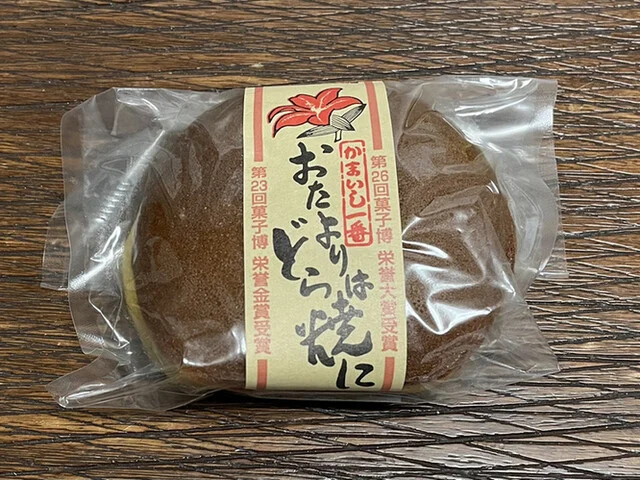 第26回菓子博 栄誉大賞受賞
かまいし一番
おたよりは
どら焼に
第23回菓子博 栄誉金賞受賞